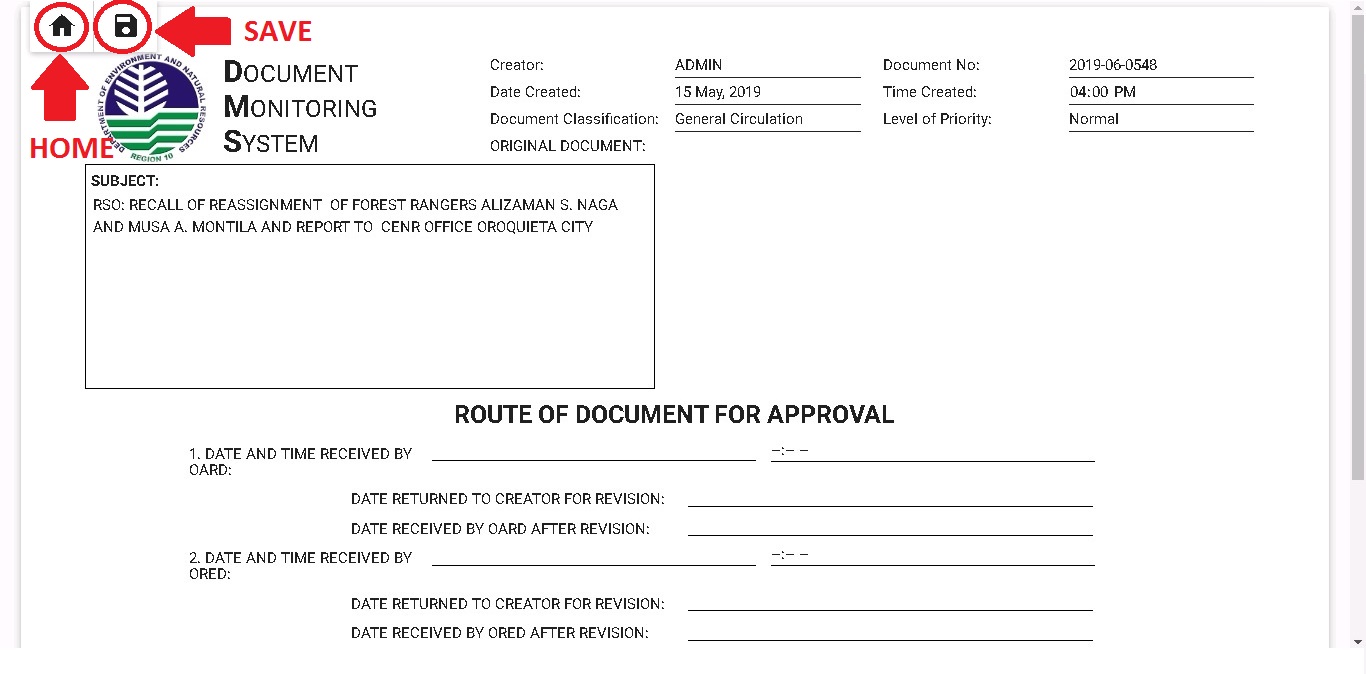 SAVE
HOME
DEPARTMENT OF ENVIRONMENT AND NATURAL RESOURCES
REGION 10
DOCUMENT
MONITORING
SYSTEM
Creator: ADMIN Document No: 2019-06-0548
Date Created: 15 May, 2019 Time Created: 04:00 PM
Document Classification: General Circulation Level of Priority: Normal
ORIGINAL DOCUMENT:
SUBJECT:
RSO: RECALL OF REASSIGNMENT OF FOREST RANGERS ALIZAMAN S. NAGA
AND MUSA A. MONTILA AND REPORT TO CENR OFFICE OROQUIETA CITY
ROUTE OF DOCUMENT FOR APPROVAL
1. DATE AND TIME RECEIVED BY –:– –
OARD:
DATE RETURNED TO CREATOR FOR REVISION:
DATE RECEIVED BY OARD AFTER REVISION:
2. DATE AND TIME RECEIVED BY –:– –
ORED:
DATE RETURNED TO CREATOR FOR REVISION:
DATE RECEIVED BY ORED AFTER REVISION: